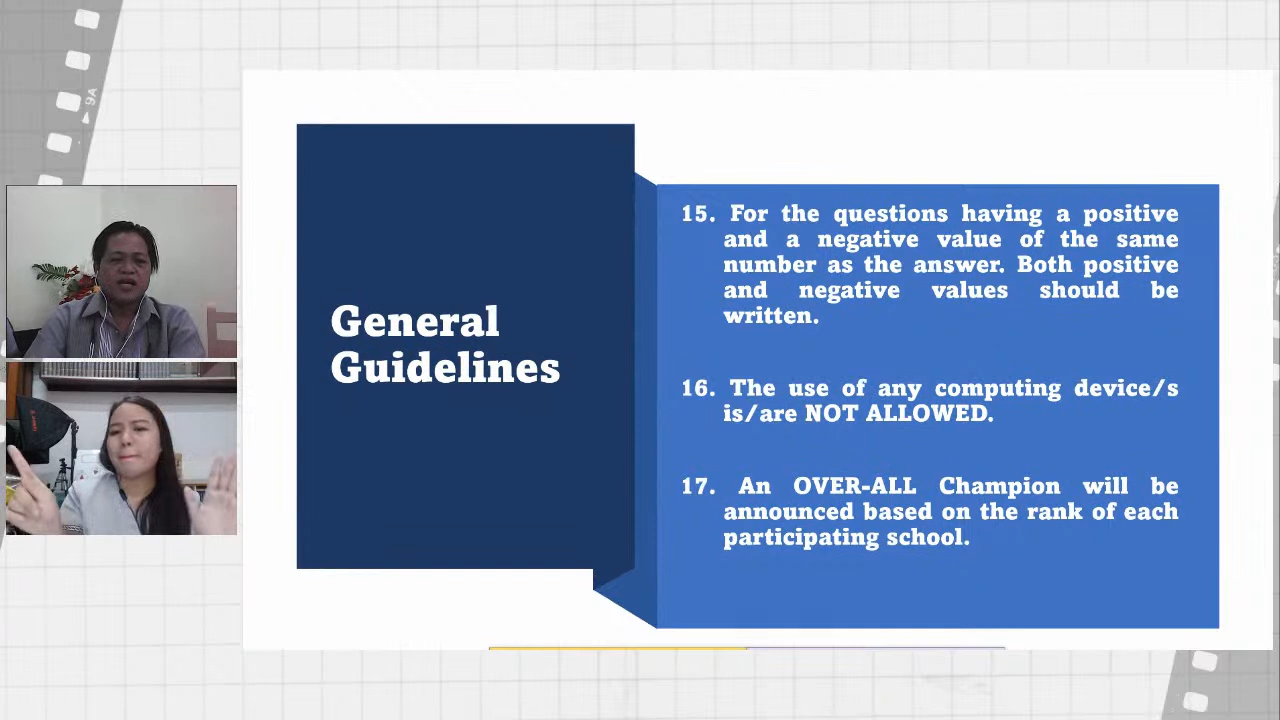 9A
General
Guidelines
15. For the questions having a positive
and a negative value of the same
number as the answer. Both positive
and negative values should be
written.
16. The use of any computing device/s
is/are NOT ALLOWED.
17. An OVER-ALL Champion will be
announced based on the rank of each
participating school.